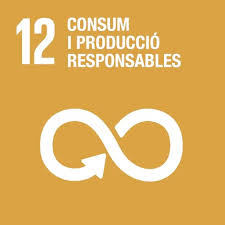 12 CONSUM
I PRODUCCIÓ
RESPONSABLES